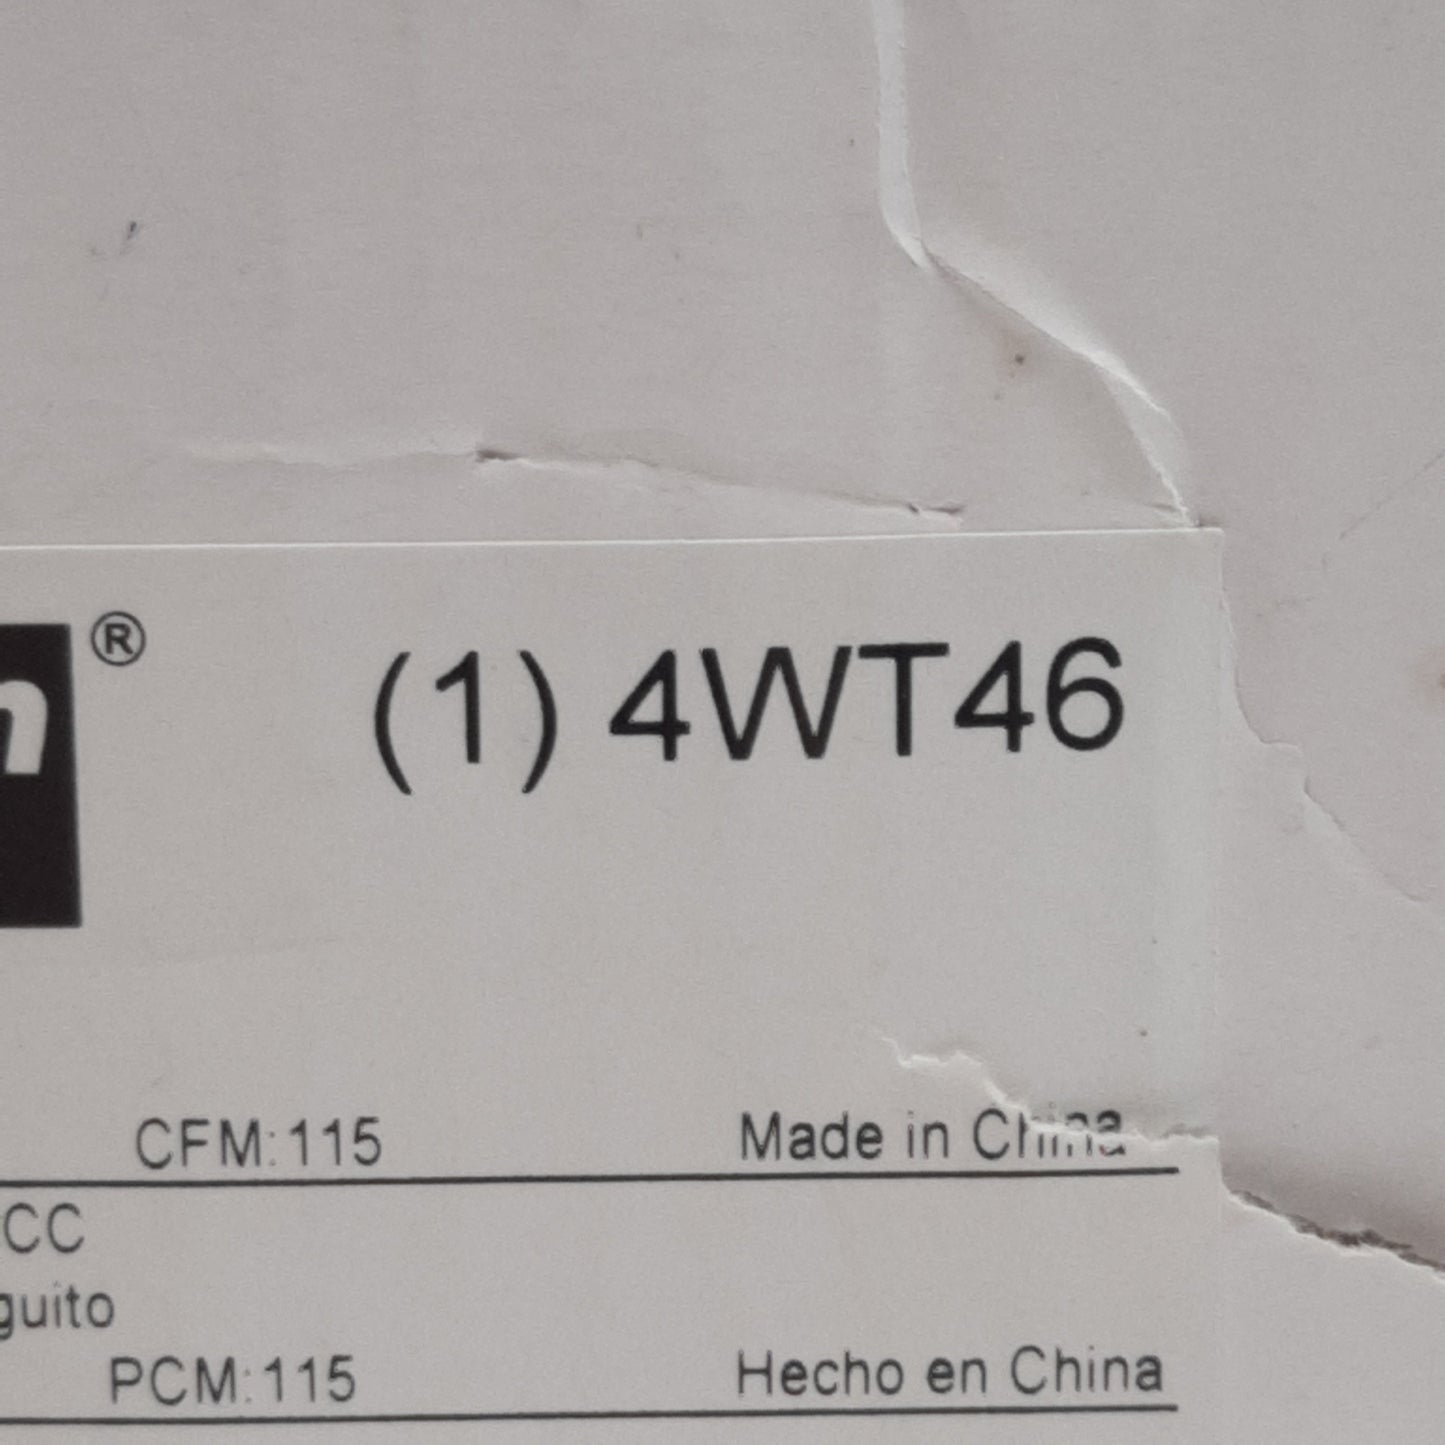 n® (1) 4WT46
CFM:115 Made in China
CC
guito
PCM:115 Hecho en China